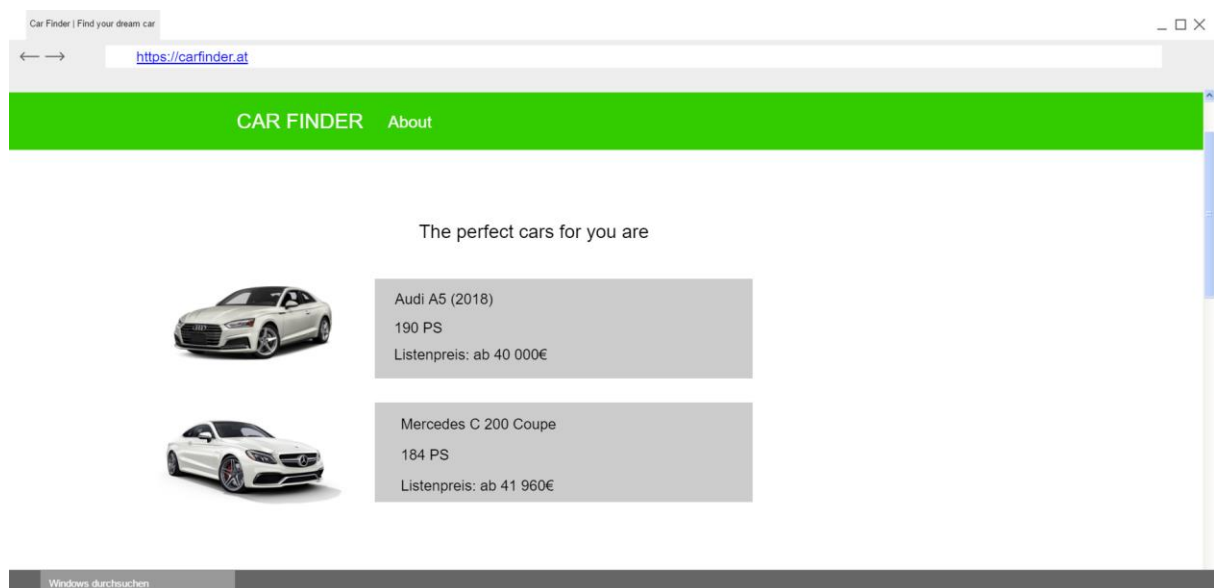 Car Finder | Find your dream car
https://carfinder.at
CAR FINDER About
The perfect cars for you are
Audi A5 (2018)
190 PS
Listenpreis: ab 40 000€
Mercedes C 200 Coupe
184 PS
Listenpreis: ab 41 960€
Windows durchsuchen